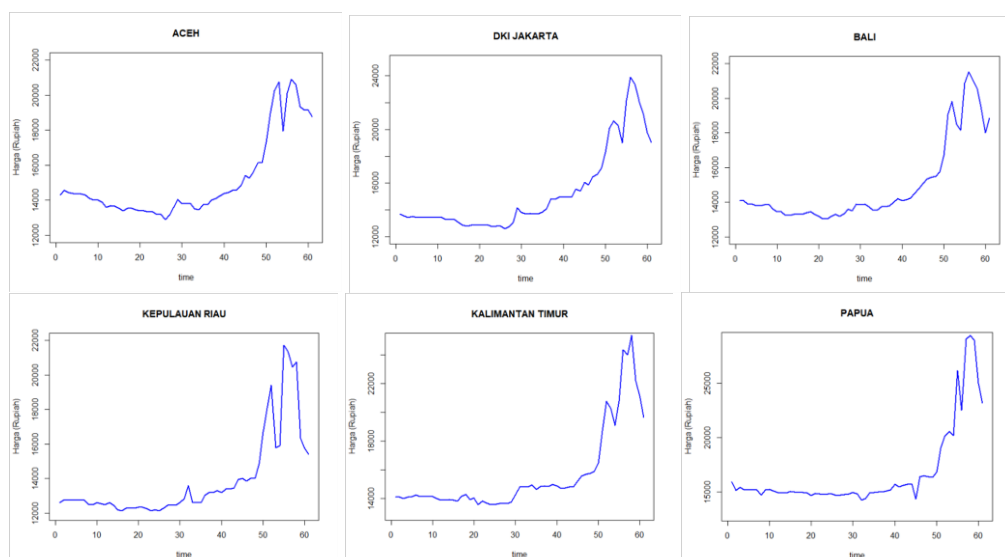 ACEH
Harga (Rupiah)
12000 14000 16000 18000 20000 22000
0 10 20 30 40 50 60
time
DKI JAKARTA
Harga (Rupiah)
12000 16000 20000 24000
0 10 20 30 40 50 60
time
BALI
Harga (Rupiah)
12000 14000 16000 18000 20000 22000
0 10 20 30 40 50 60
time
KEPULAUAN RIAU
Harga (Rupiah)
12000 14000 16000 18000 20000 22000
0 10 20 30 40 50 60
time
KALIMANTAN TIMUR
Harga (Rupiah)
14000 18000 22000
0 10 20 30 40 50 60
time
PAPUA
Harga (Rupiah)
15000 20000 25000
0 10 20 30 40 50 60
time